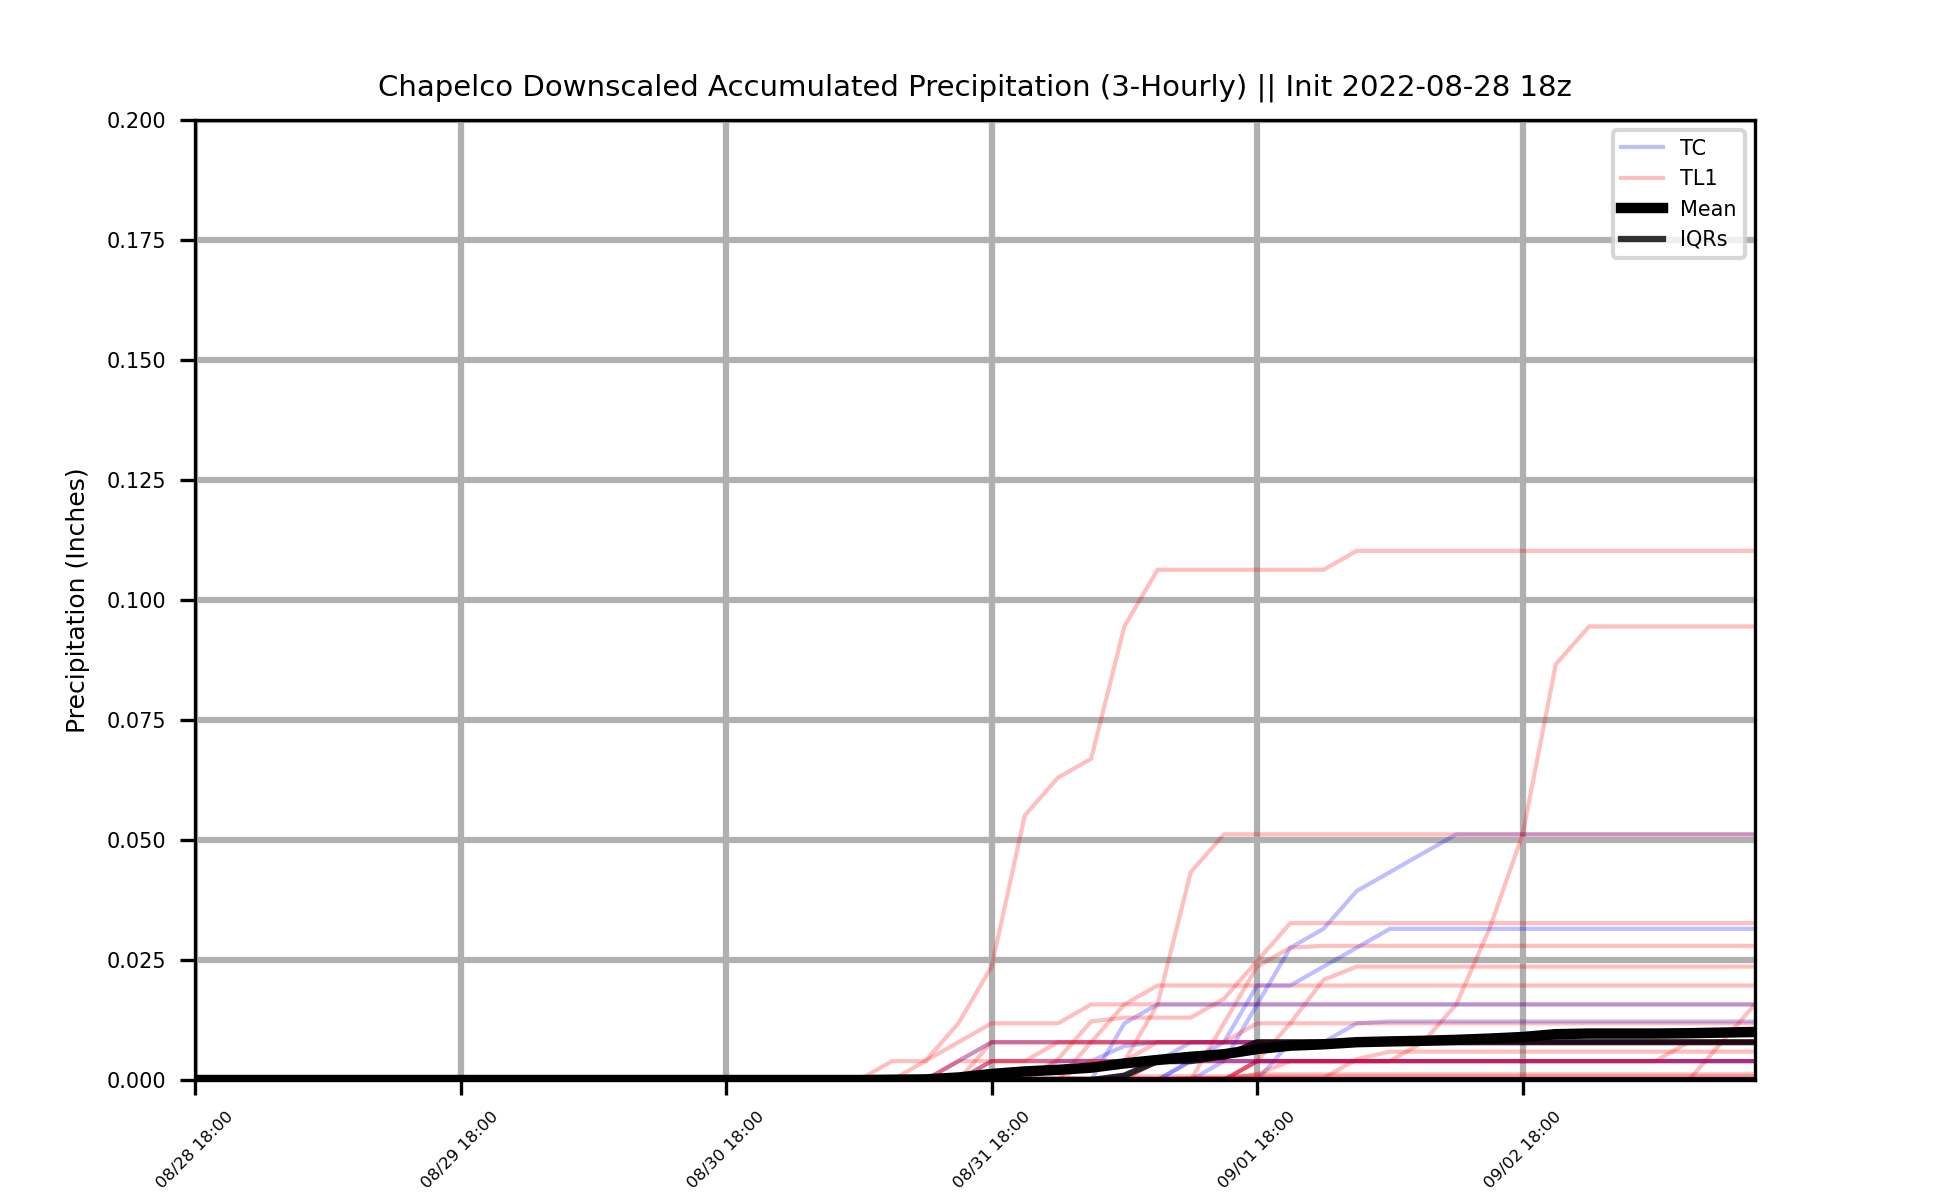 Chapelco Downscaled Accumulated Precipitation (3-Hourly) || Init 2022-08-28 18z
TC
TL1
Mean
IQRs
Precipitation (Inches)
0.200
0.175
0.150
0.125
0.100
0.075
0.050
0.025
0.000
08/28 18:00
08/29 18:00
08/30 18:00
08/31 18:00
09/01 18:00
09/02 18:00